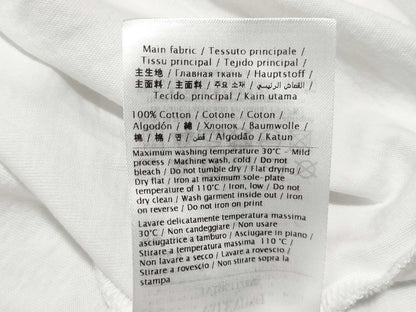 Main fabric / Tessuto principale /
Tissu principal / Tejido principal /
主生地 / Главная ткань / Hauptstoff /
主面料 / 主面料 / 주요 소재 / القماش الرئيسي /
Tecido principal / Kain utama
100% Cotton / Cotone / Coton /
Algodón / 綿 / Хлопок / Baumwolle /
棉 / 棉 / 면 / قطن / Algodão / Katun
Maximum washing temperature 30°C - Mild
process / Machine wash, cold / Do not
bleach / Do not tumble dry / Flat drying /
Dry flat / Iron at maximum sole-plate
temperature of 110°C / Iron, low / Do not
dry clean / Wash garment inside out / Iron
on reverse / Do not iron on print
Lavare delicatamente temperatura massima
30°C / Non candeggiare / Non usare
asciugatrice a tamburo / Asciugare in piano /
Stirare a temperatura massima 110 °C /
Non lavare a secco / Lavare a rovescio /
Stirare a rovescio / Non stirare sopra la
stampa